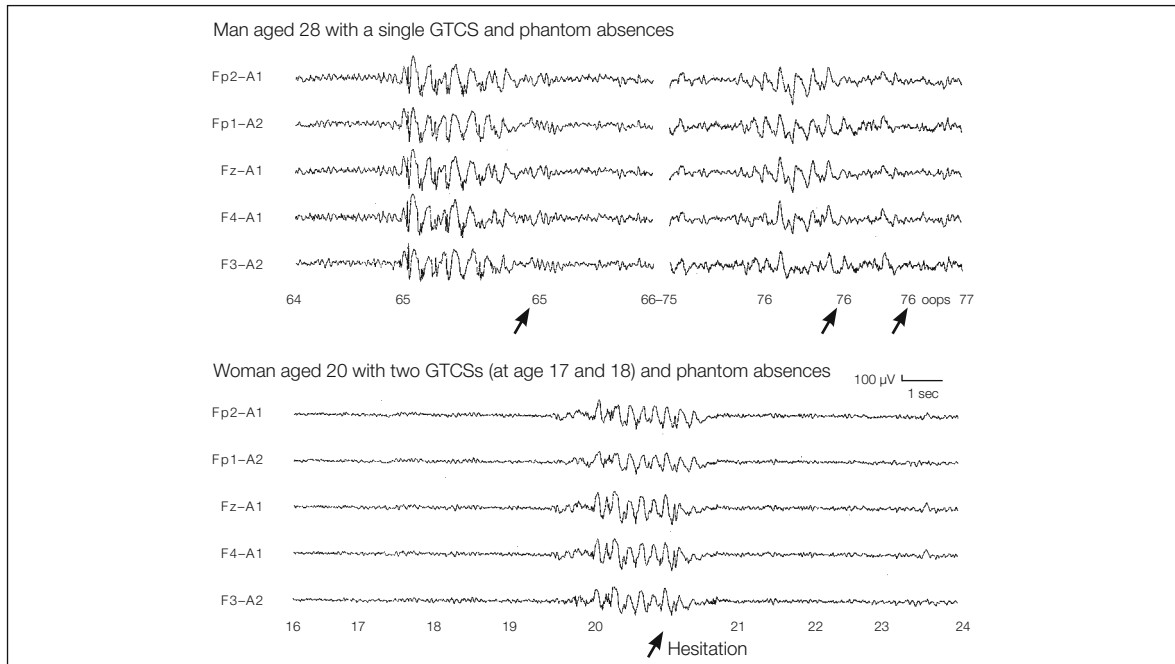 Man aged 28 with a single GTCS and phantom absences
Fp2–A1
Fp1–A2
Fz–A1
F4–A1
F3–A2
64 65 65 66–75 76 76 76 oops 77
Woman aged 20 with two GTCSs (at age 17 and 18) and phantom absences
100 µV
1 sec
Fp2–A1
Fp1–A2
Fz–A1
F4–A1
F3–A2
16 17 18 19 20 21 22 23 24
Hesitation